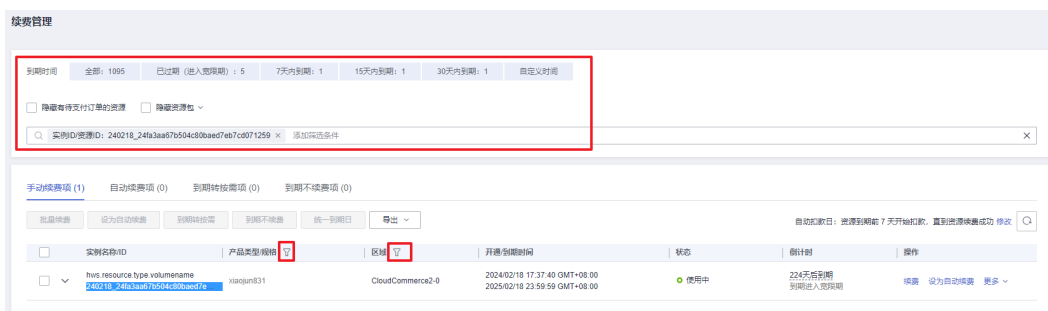 续费管理
到期时间 全部：1095 已过期（进入宽限期）：5 7天内到期：1 15天内到期：1 30天内到期：1 自定义时间
隐藏有待支付订单的资源 隐藏资源包
实例ID/资源ID：240218_24fa3aa67b504c80baed7eb7cd071259 × 添加筛选条件 ×
手动续费项 (1) 自动续费项 (0) 到期转按需项 (0) 到期不续费项 (0)
批量续费 设为自动续费 到期转按需 到期不续费 统一到期日 导出 自动扣款日：资源到期前 7 天开始扣款，直到资源续费成功 修改
实例名称/ID 产品类型/规格 区域 开通/到期时间 状态 倒计时 操作
hws.resource.type.volumename
240218_24fa3aa67b504c80baed7e... xiaojun831 CloudCommerce2-0 2024/02/18 17:37:40 GMT+08:00
2025/02/18 23:59:59 GMT+08:00 使用中 224天后到期
到期进入宽限期 续费 设为自动续费 更多